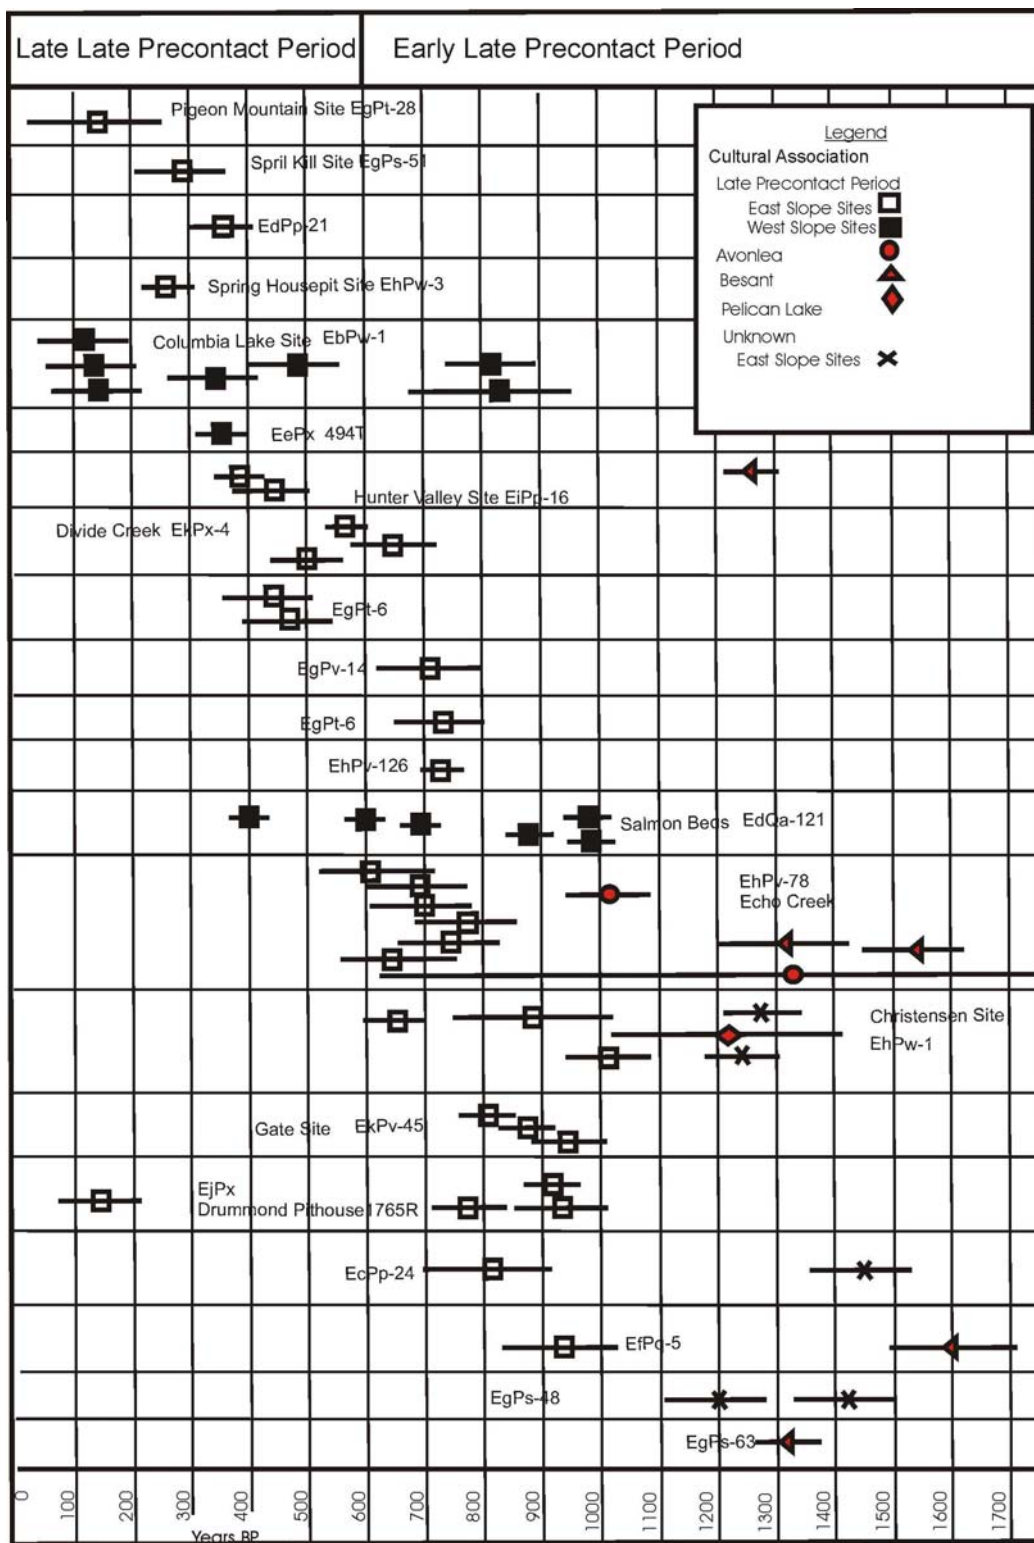 Late Late Precontact Period
Early Late Precontact Period
Legend
Cultural Association
Late Precontact Period
East Slope Sites
West Slope Sites
Avonlea
Besant
Pelican Lake
Unknown
East Slope Sites
Pigeon Mountain Site EgPt-28
Spril Kill Site EgPs-51
EdPp-21
Spring Housepit Site EhPw-3
Columbia Lake Site EbPw-1
EePx 494T
Hunter Valley Site EiPp-16
Divide Creek EkPx-4
EgPt-6
EgPv-14
EgPt-6
EhPv-126
Salmon Beds EdQa-121
EhPv-78
Echo Creek
Christensen Site
EhPw-1
Gate Site EkPv-45
EjPx
Drummond Pithouse1765R
EcPp-24
EfPq-5
EgPs-48
EgPs-63
0 100 200 300 400 500 600 700 800 900 1000 1100 1200 1300 1400 1500 1600 1700
Years BP